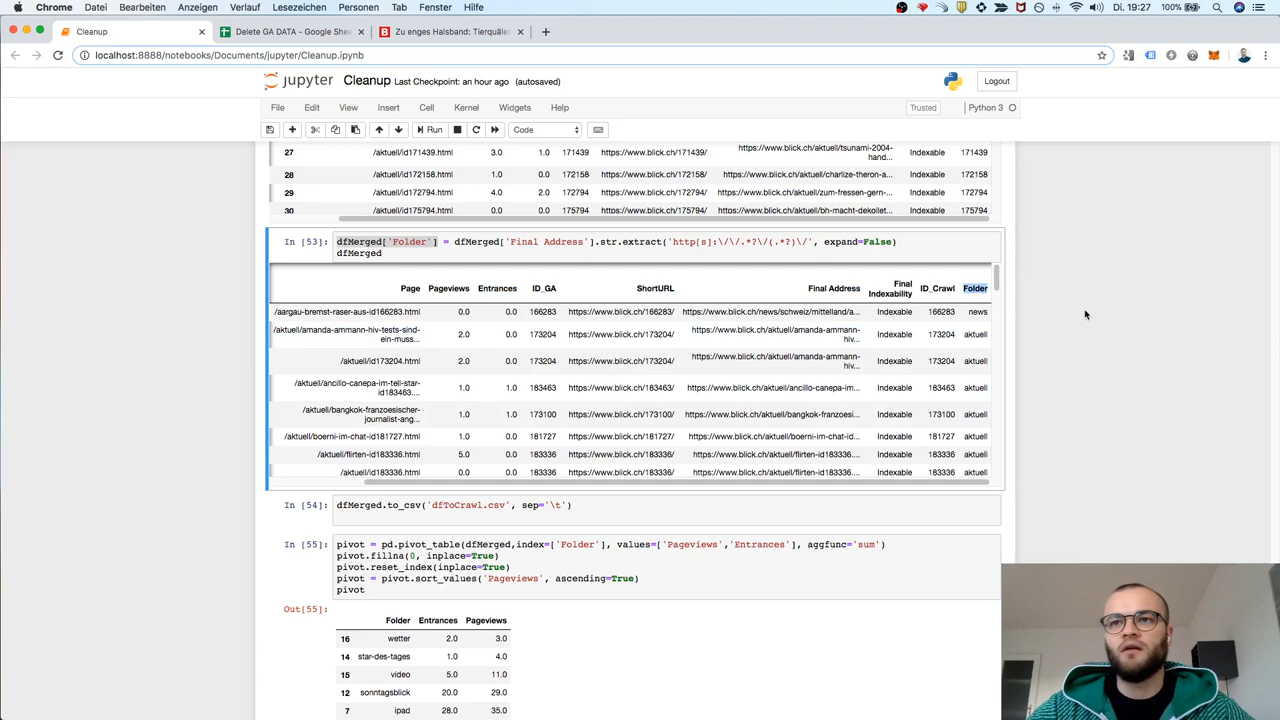 Chrome Datei Bearbeiten Anzeigen Verlauf Lesezeichen Personen Tab Fenster Hilfe 100% Di. 19:27
Cleanup
Delete GA DATA - Google Shee
Zu enges Halsband: Tierquäler
localhost:8888/notebooks/Documents/jupyter/Cleanup.ipynb
jupyter Cleanup Last Checkpoint: an hour ago (autosaved) Logout
File Edit View Insert Cell Kernel Widgets Help Trusted Python 3
Run Code
27 /aktuell/id171439.html 3.0 1.0 171439 https://www.blick.ch/171439/ https://www.blick.ch/aktuell/tsunami-2004-hand... Indexable 171439
28 /aktuell/id172158.html 1.0 0.0 172158 https://www.blick.ch/172158/ https://www.blick.ch/aktuell/charlize-theron-a... Indexable 172158
29 /aktuell/id172794.html 4.0 2.0 172794 https://www.blick.ch/172794/ https://www.blick.ch/aktuell/zum-fressen-gern-... Indexable 172794
30 /aktuell/id175794.html 0.0 0.0 175794 https://www.blick.ch/175794/ https://www.blick.ch/aktuell/bh-macht-dekollet... Indexable 175794
In [53]: dfMerged['Folder'] = dfMerged['Final Address'].str.extract('http[s]:\/\/.*?\/(.*?)\/', expand=False)
dfMerged
Page Pageviews Entrances ID_GA ShortURL Final Address Final Indexability ID_Crawl Folder
/aargau-bremst-raser-aus-id166283.html 0.0 0.0 166283 https://www.blick.ch/166283/ https://www.blick.ch/news/schweiz/mittelland/a... Indexable 166283 news
/aktuell/amanda-ammann-hiv-tests-sind-ein-muss... 2.0 0.0 173204 https://www.blick.ch/173204/ https://www.blick.ch/aktuell/amanda-ammann-hiv... Indexable 173204 aktuell
/aktuell/id173204.html 2.0 0.0 173204 https://www.blick.ch/173204/ https://www.blick.ch/aktuell/amanda-ammann-hiv... Indexable 173204 aktuell
/aktuell/ancillo-canepa-im-tell-star-id183463.... 1.0 1.0 183463 https://www.blick.ch/183463/ https://www.blick.ch/aktuell/ancillo-canepa-im-... Indexable 183463 aktuell
/aktuell/bangkok-franzoesischer-journalist-ang... 1.0 1.0 173100 https://www.blick.ch/173100/ https://www.blick.ch/aktuell/bangkok-franzoesi... Indexable 173100 aktuell
/aktuell/boerni-im-chat-id181727.html 1.0 0.0 181727 https://www.blick.ch/181727/ https://www.blick.ch/aktuell/boerni-im-chat-id... Indexable 181727 aktuell
/aktuell/flirten-id183336.html 5.0 0.0 183336 https://www.blick.ch/183336/ https://www.blick.ch/aktuell/flirten-id183336.... Indexable 183336 aktuell
/aktuell/id183336.html 0.0 0.0 183336 https://www.blick.ch/183336/ https://www.blick.ch/aktuell/flirten-id183336.... Indexable 183336 aktuell
In [54]: dfMerged.to_csv('dfToCrawl.csv', sep='\t')
In [55]: pivot = pd.pivot_table(dfMerged,index=['Folder'], values=['Pageviews','Entrances'], aggfunc='sum')
pivot.fillna(0, inplace=True)
pivot.reset_index(inplace=True)
pivot = pivot.sort_values('Pageviews', ascending=True)
pivot
Out[55]:
Folder Entrances Pageviews
16 wetter 2.0 3.0
14 star-des-tages 1.0 4.0
15 video 5.0 11.0
12 sonntagsblick 20.0 29.0
7 ipad 28.0 35.0